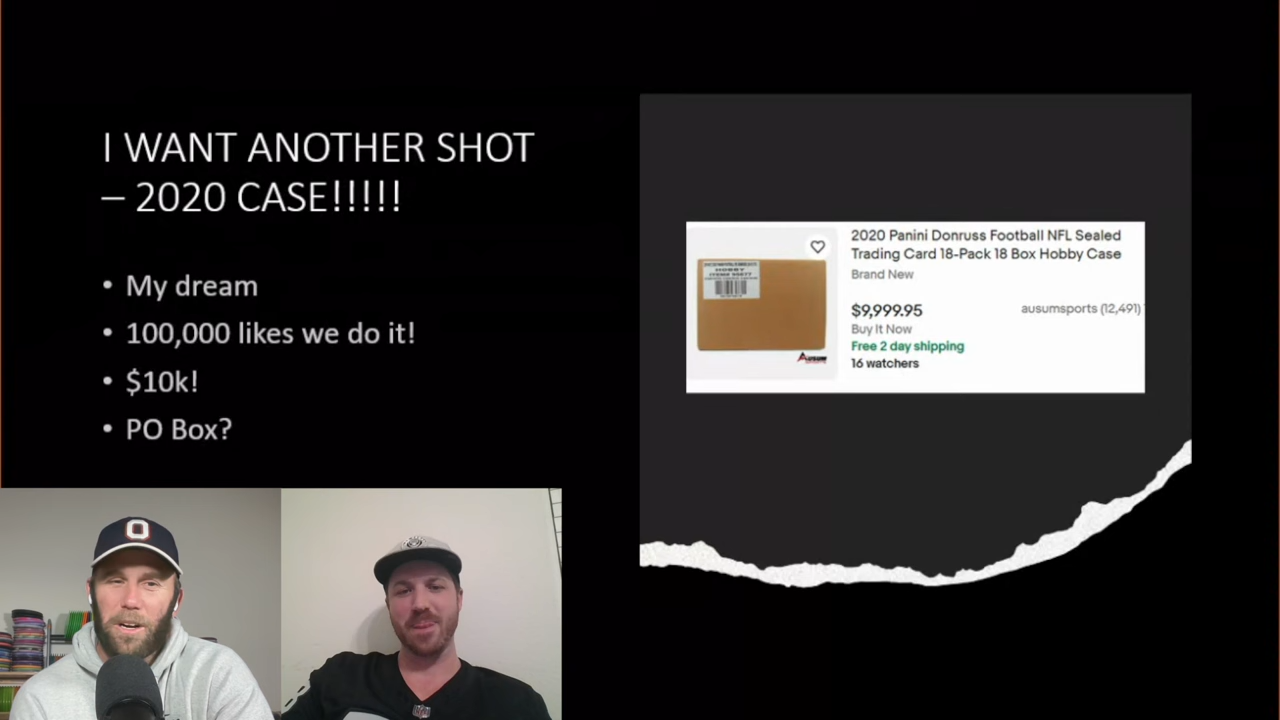 I WANT ANOTHER SHOT
– 2020 CASE!!!!!
• My dream
• 100,000 likes we do it!
• $10k!
• PO Box?
HOBBY
AUSUM
2020 Panini Donruss Football NFL Sealed
Trading Card 18-Pack 18 Box Hobby Case
Brand New
$9,999.95
ausumsports (12,491)
Buy It Now
Free 2 day shipping
16 watchers
O
NFL